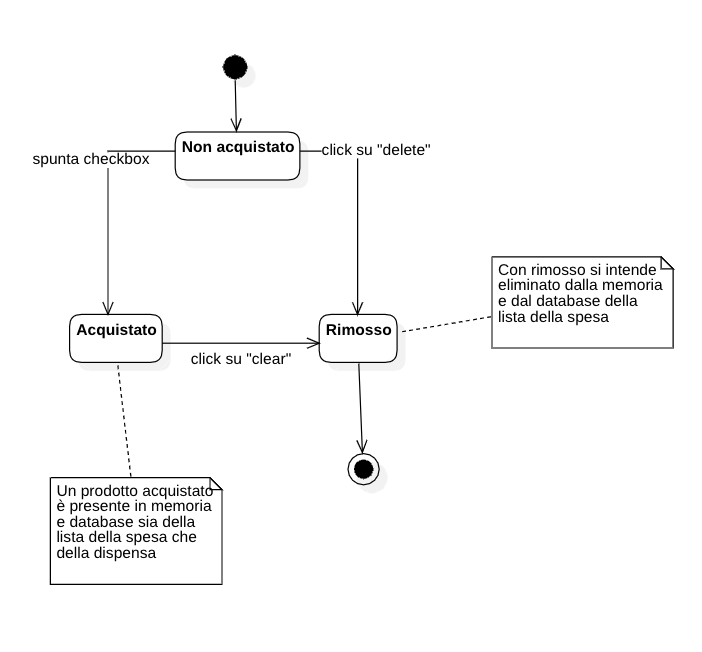 Non acquistato
spunta checkbox
click su "delete"
Con rimosso si intende
eliminato dalla memoria
e dal database della
lista della spesa
Acquistato
Rimosso
click su "clear"
Un prodotto acquistato
è presente in memoria
e database sia della
lista della spesa che
della dispensa